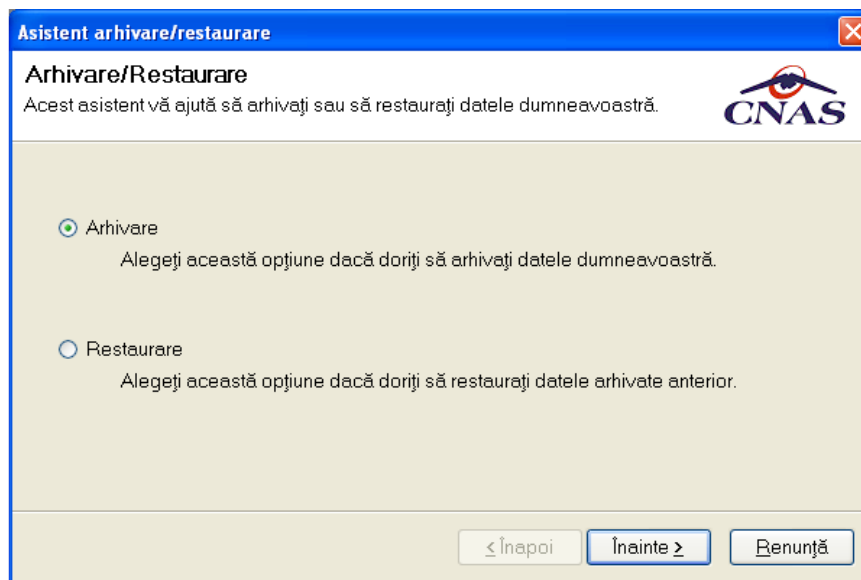 Asistent arhivare/restaurare
Arhivare/Restaurare
Acest asistent vă ajută să arhivaţi sau să restauraţi datele dumneavoastră.
CNAS
Arhivare
Alegeţi această opţiune dacă doriţi să arhivaţi datele dumneavoastră.
Restaurare
Alegeţi această opţiune dacă doriţi să restauraţi datele arhivate anterior.
< Înapoi
Înainte >
Renunţă